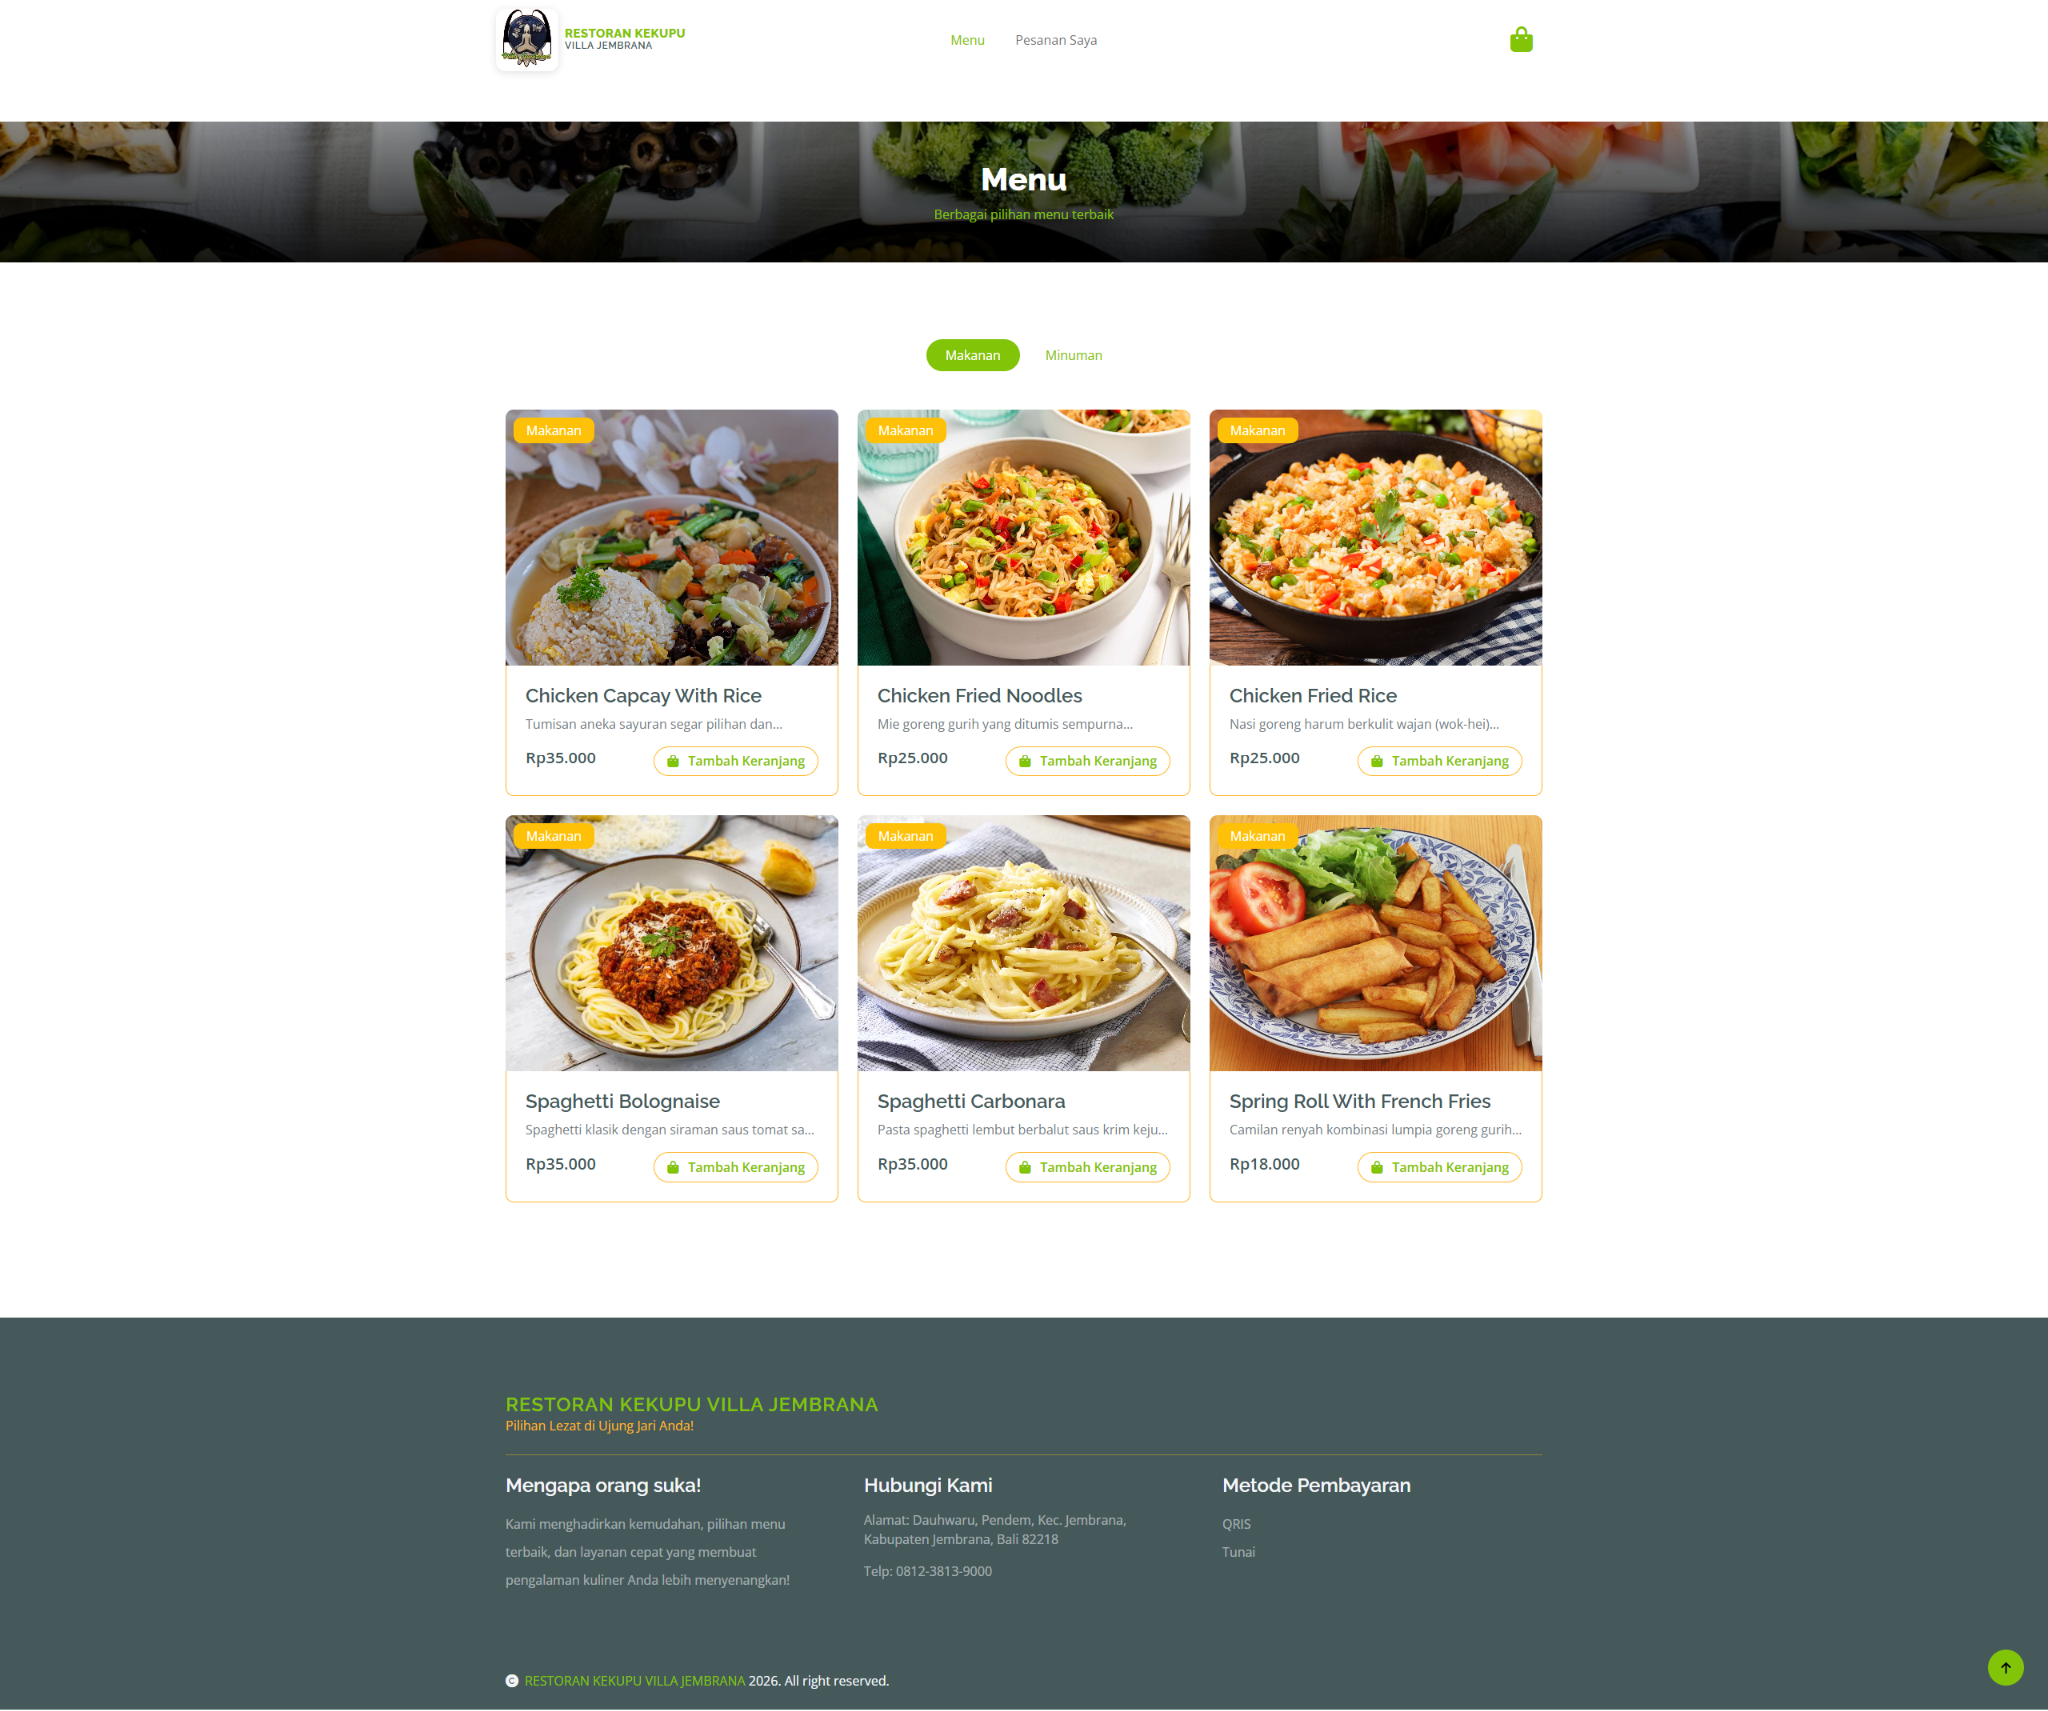 RESTORAN KEKUPU
VILLA JEMBRANA
Menu
Pesanan Saya
Menu
Berbagai pilihan menu terbaik
Makanan
Minuman
Makanan
Chicken Capcay With Rice
Tumisan aneka sayuran segar pilihan dan...
Rp35.000
Tambah Keranjang
Makanan
Chicken Fried Noodles
Mie goreng gurih yang ditumis sempurna...
Rp25.000
Tambah Keranjang
Makanan
Chicken Fried Rice
Nasi goreng harum berkulit wajan (wok-hei)...
Rp25.000
Tambah Keranjang
Makanan
Spaghetti Bolognaise
Spaghetti klasik dengan siraman saus tomat sa...
Rp35.000
Tambah Keranjang
Makanan
Spaghetti Carbonara
Pasta spaghetti lembut berbalut saus krim keju...
Rp35.000
Tambah Keranjang
Makanan
Spring Roll With French Fries
Camilan renyah kombinasi lumpia goreng gurih...
Rp18.000
Tambah Keranjang
RESTORAN KEKUPU VILLA JEMBRANA
Pilihan Lezat di Ujung Jari Anda!
Mengapa orang suka!
Kami menghadirkan kemudahan, pilihan menu
terbaik, dan layanan cepat yang membuat
pengalaman kuliner Anda lebih menyenangkan!
Hubungi Kami
Alamat: Dauhwaru, Pendem, Kec. Jembrana,
Kabupaten Jembrana, Bali 82218
Telp: 0812-3813-9000
Metode Pembayaran
QRIS
Tunai
© RESTORAN KEKUPU VILLA JEMBRANA 2026. All right reserved.